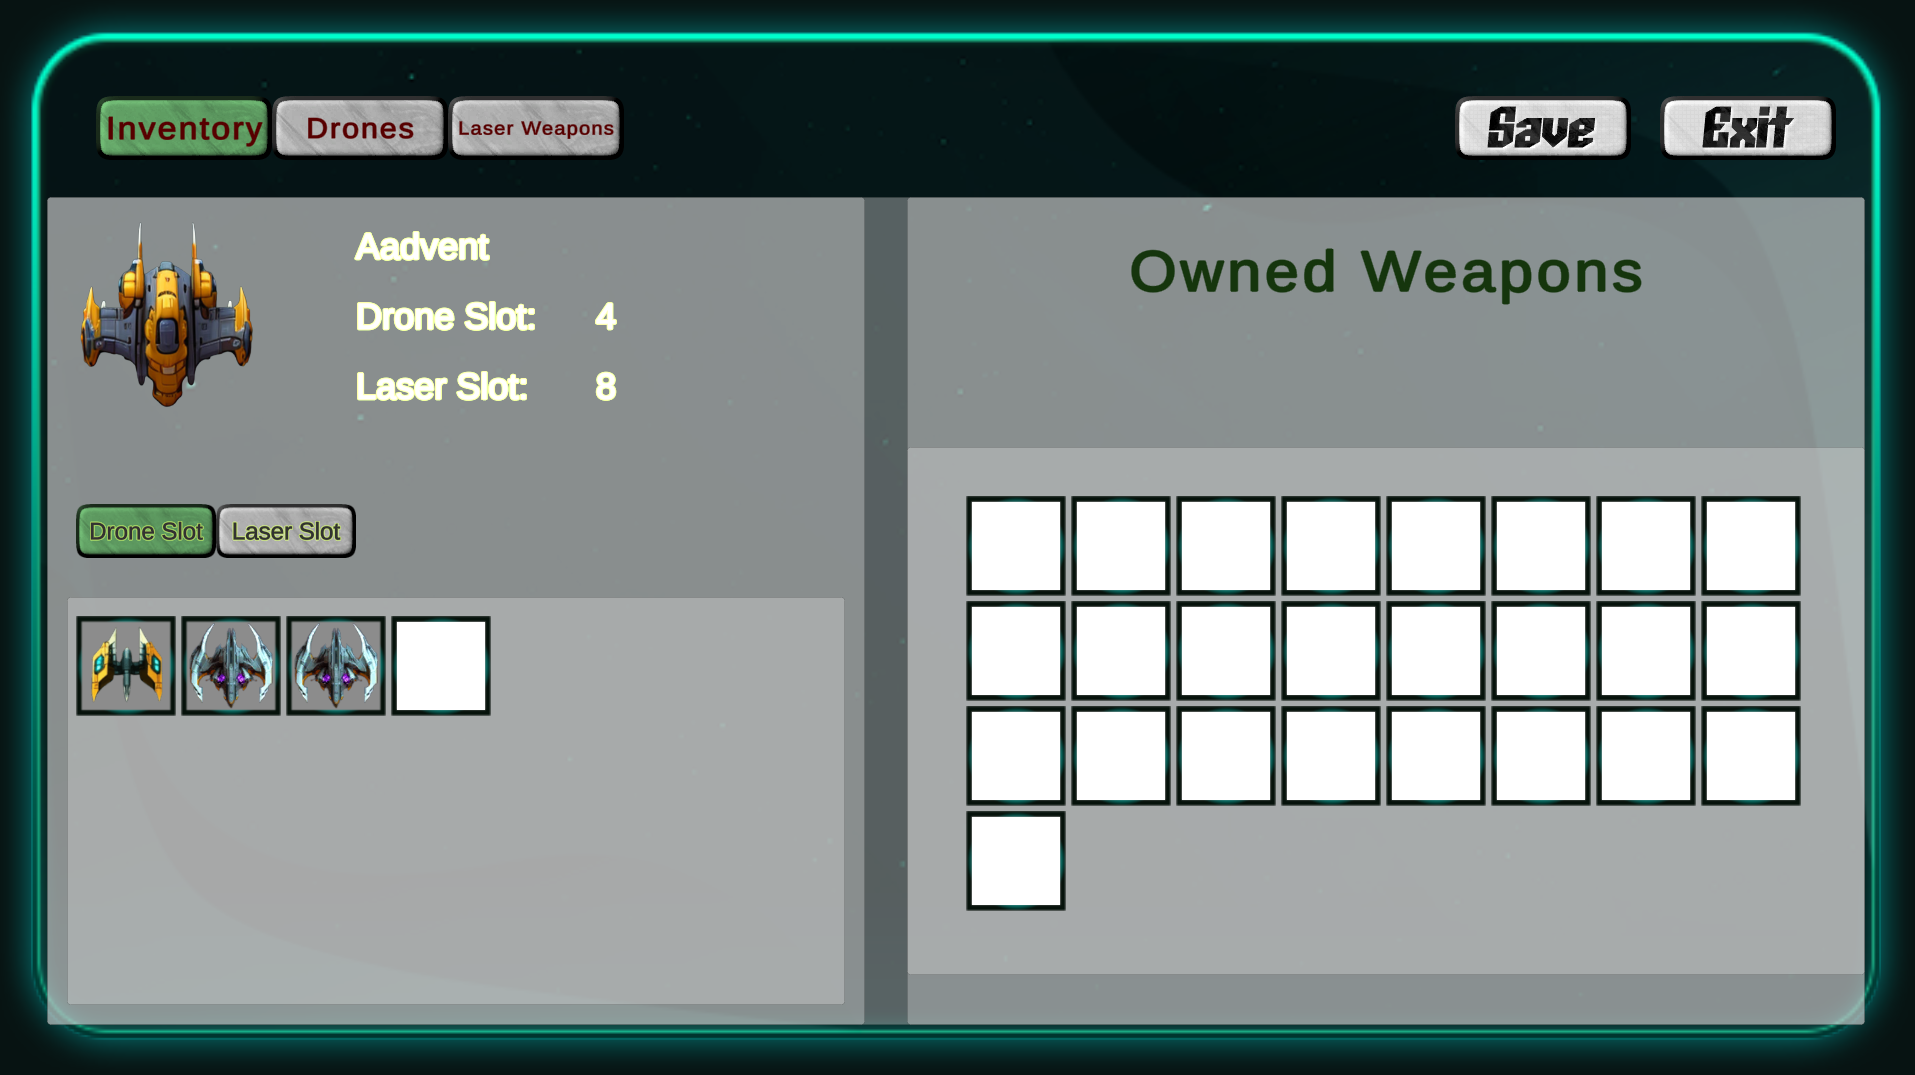 Inventory
Drones
Laser Weapons
Save
Exit
Aadvent
Drone Slot: 4
Laser Slot: 8
Drone Slot
Laser Slot
Owned Weapons